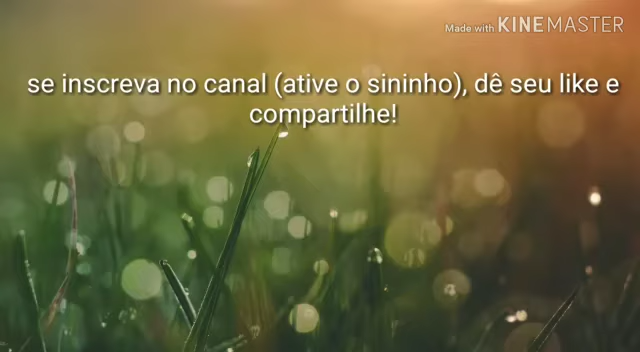 Made with KINEMASTER
se inscreva no canal (ative o sininho), dê seu like e
compartilhe!